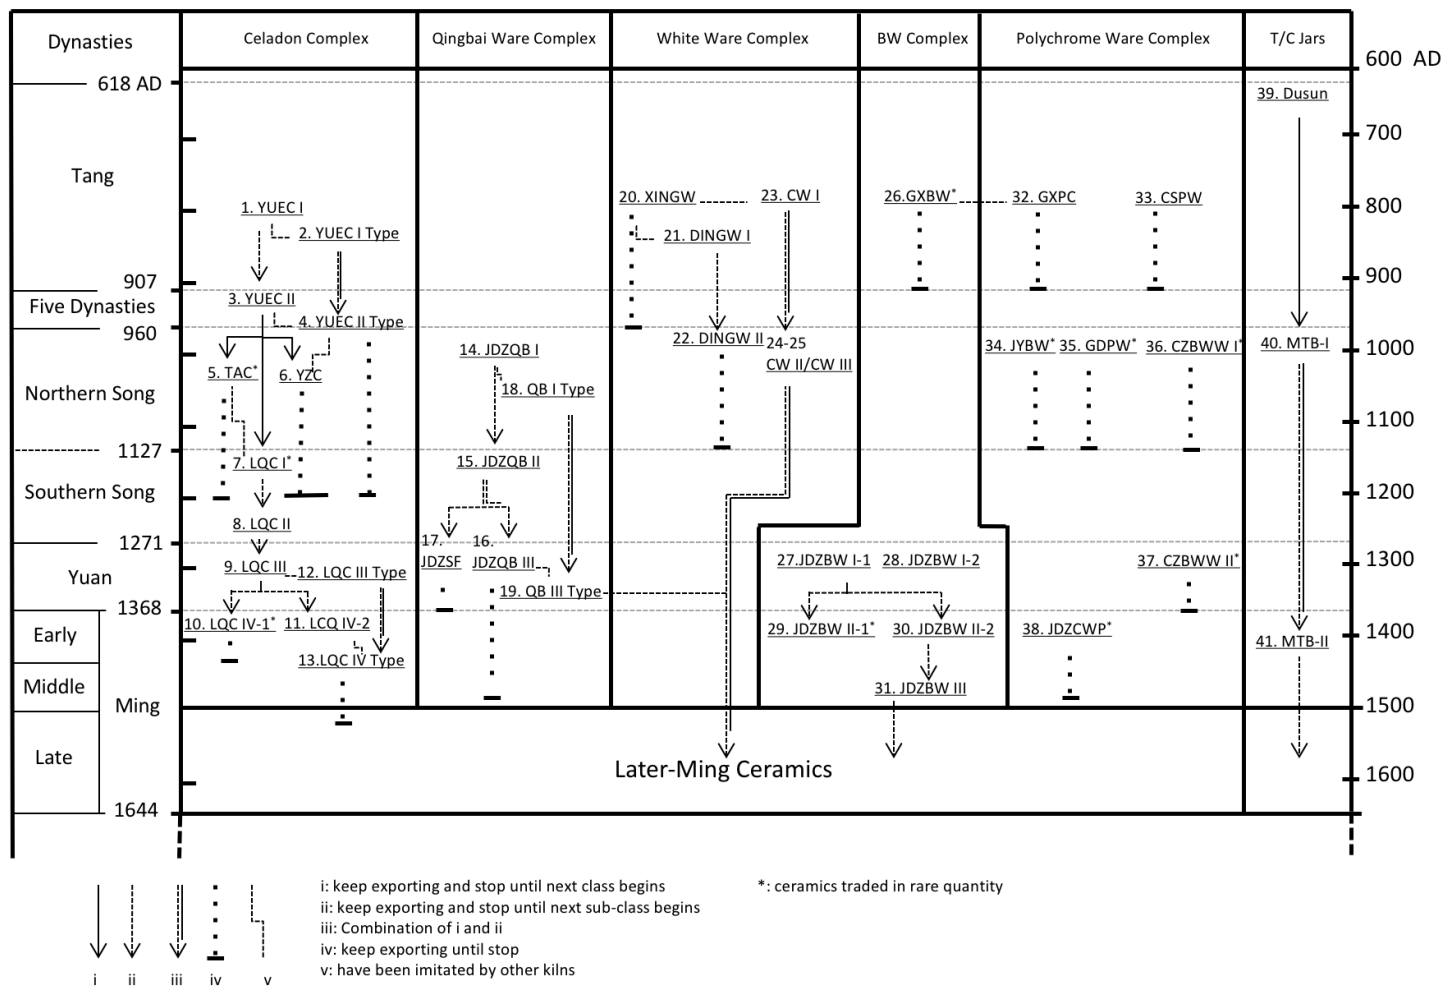 Dynasties
Celadon Complex
Qingbai Ware Complex
White Ware Complex
BW Complex
Polychrome Ware Complex
T/C Jars
600 AD
618 AD
39. Dusun
700
Tang
20. XINGW
23. CW I
26.GXBW*
32. GXPC
33. CSPW
800
1. YUEC I
2. YUEC I Type
21. DINGW I
900
907
3. YUEC II
Five Dynasties
4. YUEC II Type
960
22. DINGW II
24-25
CW II/CW III
14. JDZQB I
34. JYBW*
35. GDPW*
36. CZBWW I*
40. MTB-I
1000
5. TAC*
6. YZC
18. QB I Type
Northern Song
1100
1127
7. LQC I*
15. JDZQB II
Southern Song
1200
8. LQC II
1271
17.
JDZSF
16.
JDZQB III
27.JDZBW I-1
28. JDZBW I-2
37. CZBWW II*
1300
9. LQC III
12. LQC III Type
Yuan
19. QB III Type
1368
10. LQC IV-1*
11. LCQ IV-2
29. JDZBW II-1*
30. JDZBW II-2
38. JDZCWP*
1400
Early
41. MTB-II
13.LQC IV Type
Middle
31. JDZBW III
Ming
1500
Late
Later-Ming Ceramics
1600
1644
i: keep exporting and stop until next class begins
*: ceramics traded in rare quantity
ii: keep exporting and stop until next sub-class begins
iii: Combination of i and ii
iv: keep exporting until stop
v: have been imitated by other kilns
i
ii
iii
iv
v